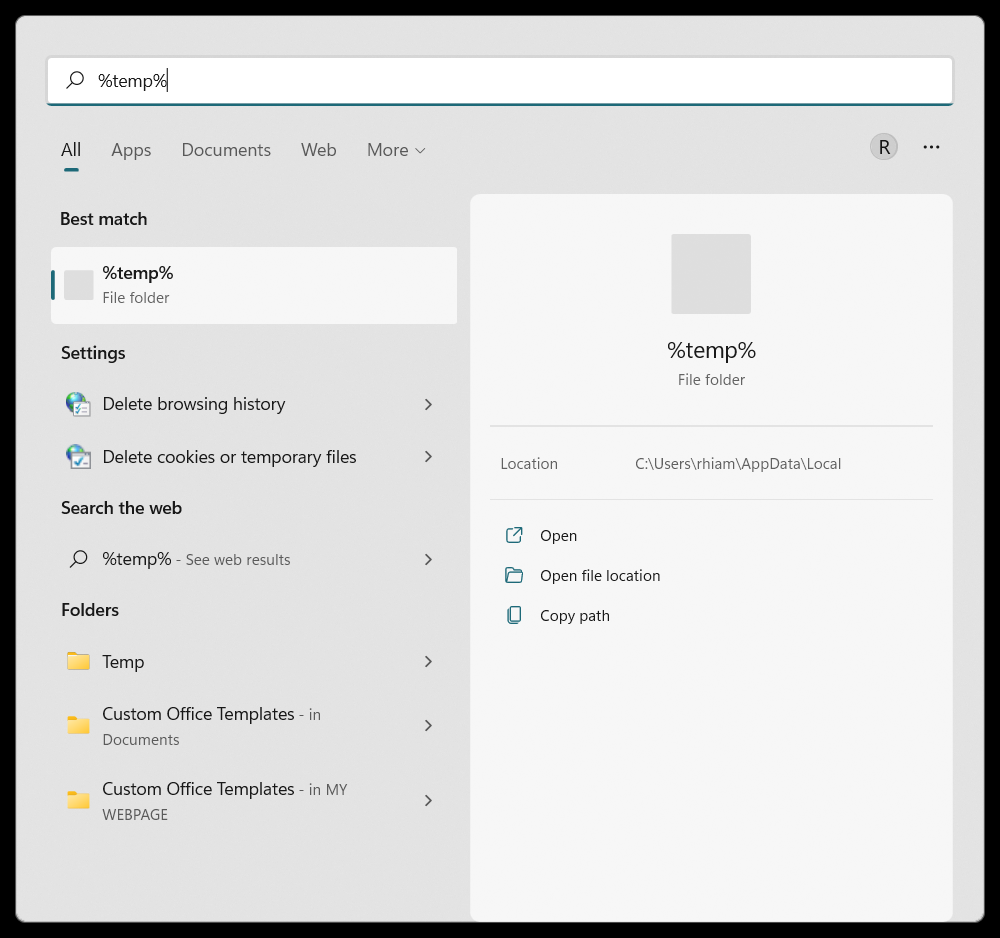 %temp%
All Apps Documents Web More R ...
Best match
%temp%
File folder
Settings
Delete browsing history
Delete cookies or temporary files
Search the web
%temp% - See web results
Folders
Temp
Custom Office Templates - in
Documents
Custom Office Templates - in MY
WEBPAGE
%temp%
File folder
Location C:\Users\rhiam\AppData\Local
Open
Open file location
Copy path